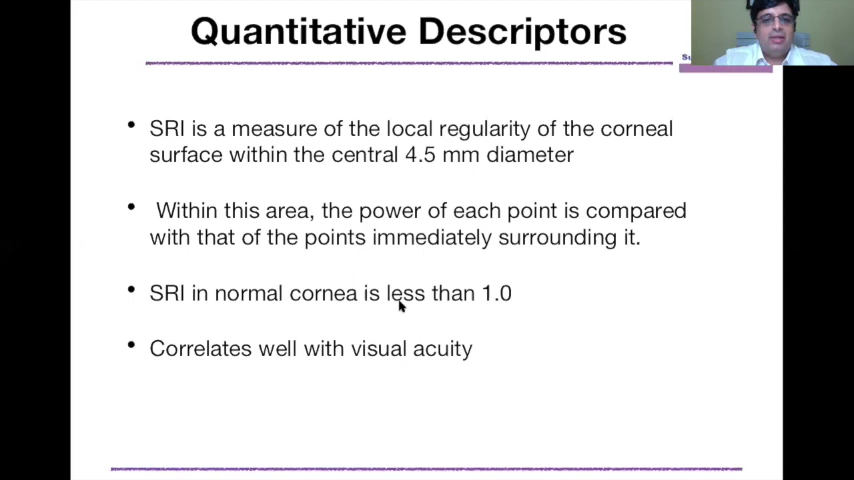 Quantitative Descriptors
• SRI is a measure of the local regularity of the corneal
surface within the central 4.5 mm diameter
• Within this area, the power of each point is compared
with that of the points immediately surrounding it.
• SRI in normal cornea is less than 1.0
• Correlates well with visual acuity